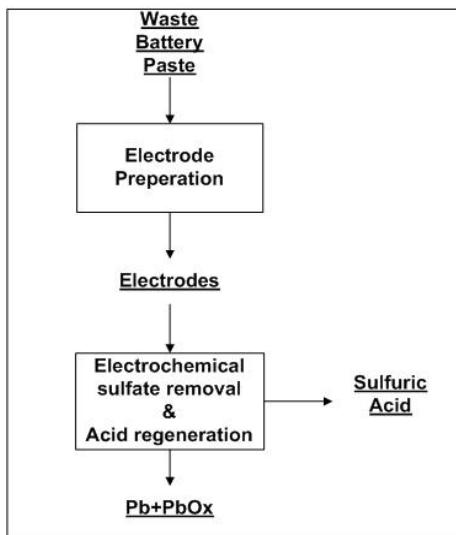 Waste
Battery
Paste
Electrode
Preperation
Electrodes
Electrochemical
sulfate removal
&
Acid regeneration
Sulfuric
Acid
Pb+PbOx